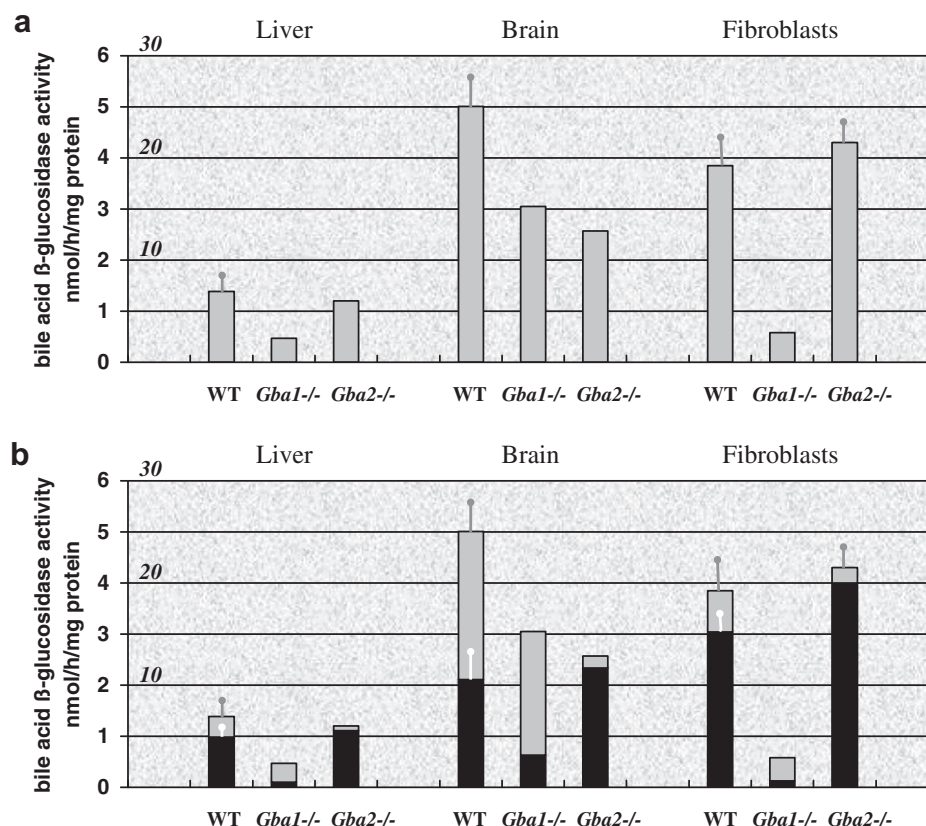 a
Liver Brain Fibroblasts
bile acid ß-glucosidase activity
nmol/h/mg protein
6 30
5
4 20
3
2 10
1
0
WT Gba1-/- Gba2-/- WT Gba1-/- Gba2-/- WT Gba1-/- Gba2-/-
b
Liver Brain Fibroblasts
bile acid ß-glucosidase activity
nmol/h/mg protein
6 30
5
4 20
3
2 10
1
0
WT Gba1-/- Gba2-/- WT Gba1-/- Gba2-/- WT Gba1-/- Gba2-/-